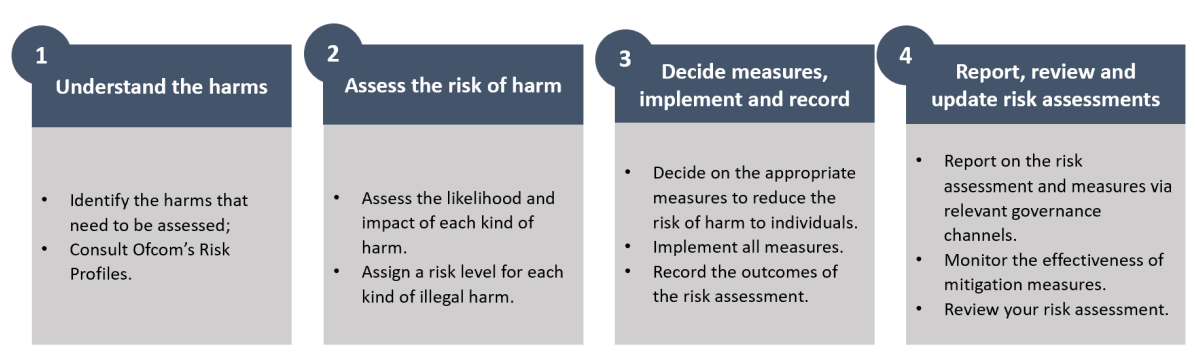 1
Understand the harms
• Identify the harms that
need to be assessed;
• Consult Ofcom's Risk
Profiles.
2
Assess the risk of harm
• Assess the likelihood and
impact of each kind of
harm.
• Assign a risk level for each
kind of illegal harm.
3
Decide measures,
implement and record
• Decide on the appropriate
measures to reduce the
risk of harm to individuals.
• Implement all measures.
• Record the outcomes of
the risk assessment.
4
Report, review and
update risk assessments
• Report on the risk
assessment and measures via
relevant governance
channels.
• Monitor the effectiveness of
mitigation measures.
• Review your risk assessment.